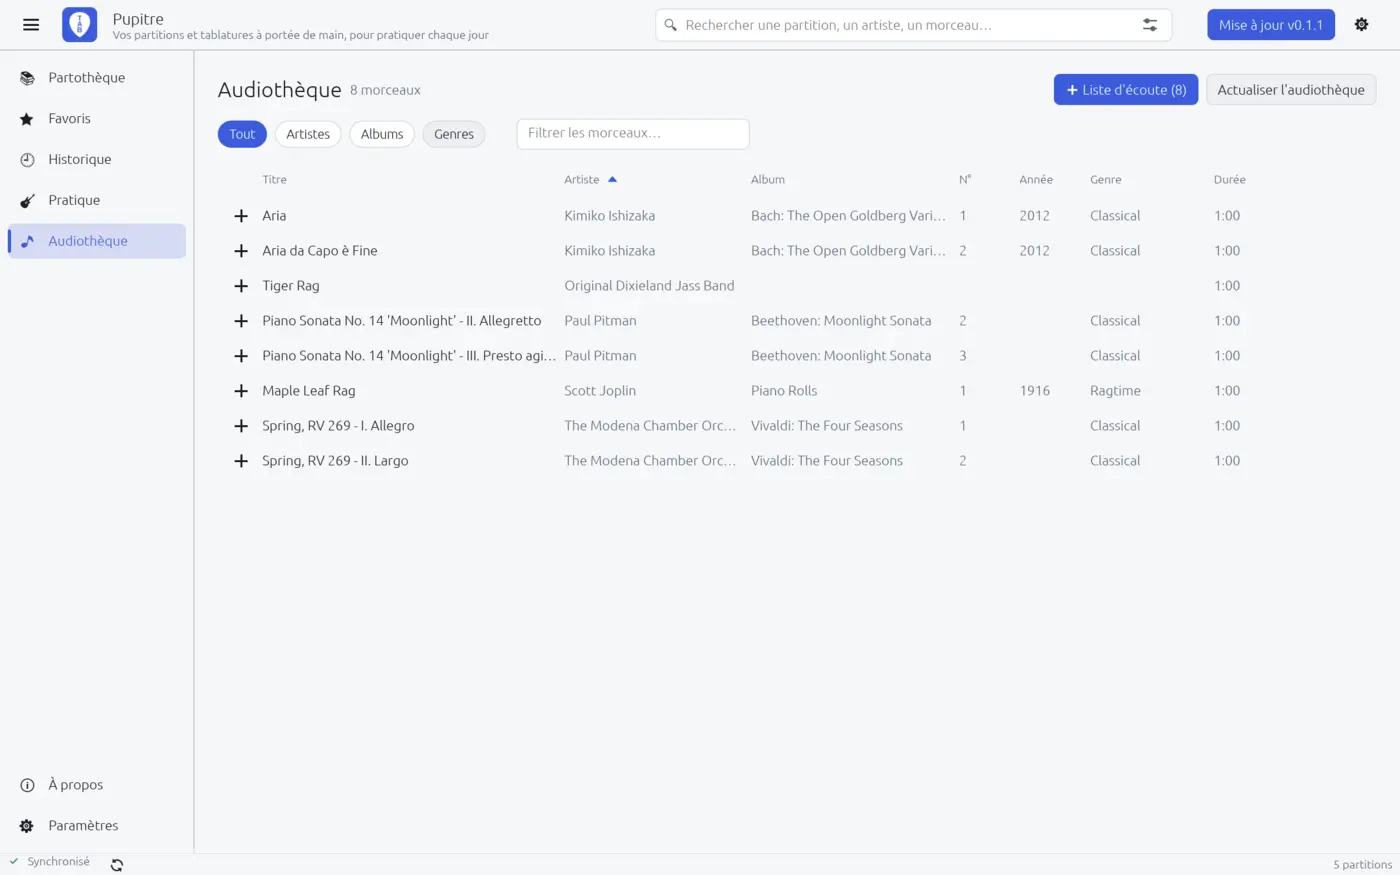 Pupitre
Vos partitions et tablatures à portée de main, pour pratiquer chaque jour
Rechercher une partition, un artiste, un morceau…
Mise à jour v0.1.1
Partothèque
Favoris
Historique
Pratique
Audiothèque
Audiothèque 8 morceaux
+ Liste d'écoute (8)
Actualiser l'audiothèque
Tout Artistes Albums Genres Filtrer les morceaux…
Titre Artiste Album N° Année Genre Durée
Aria Kimiko Ishizaka Bach: The Open Goldberg Vari… 1 2012 Classical 1:00
Aria da Capo è Fine Kimiko Ishizaka Bach: The Open Goldberg Vari… 2 2012 Classical 1:00
Tiger Rag Original Dixieland Jass Band 1:00
Piano Sonata No. 14 'Moonlight' - II. Allegretto Paul Pitman Beethoven: Moonlight Sonata 2 Classical 1:00
Piano Sonata No. 14 'Moonlight' - III. Presto agi… Paul Pitman Beethoven: Moonlight Sonata 3 Classical 1:00
Maple Leaf Rag Scott Joplin Piano Rolls 1 1916 Ragtime 1:00
Spring, RV 269 - I. Allegro The Modena Chamber Orc… Vivaldi: The Four Seasons 1 Classical 1:00
Spring, RV 269 - II. Largo The Modena Chamber Orc… Vivaldi: The Four Seasons 2 Classical 1:00
À propos
Paramètres
Synchronisé
5 partitions